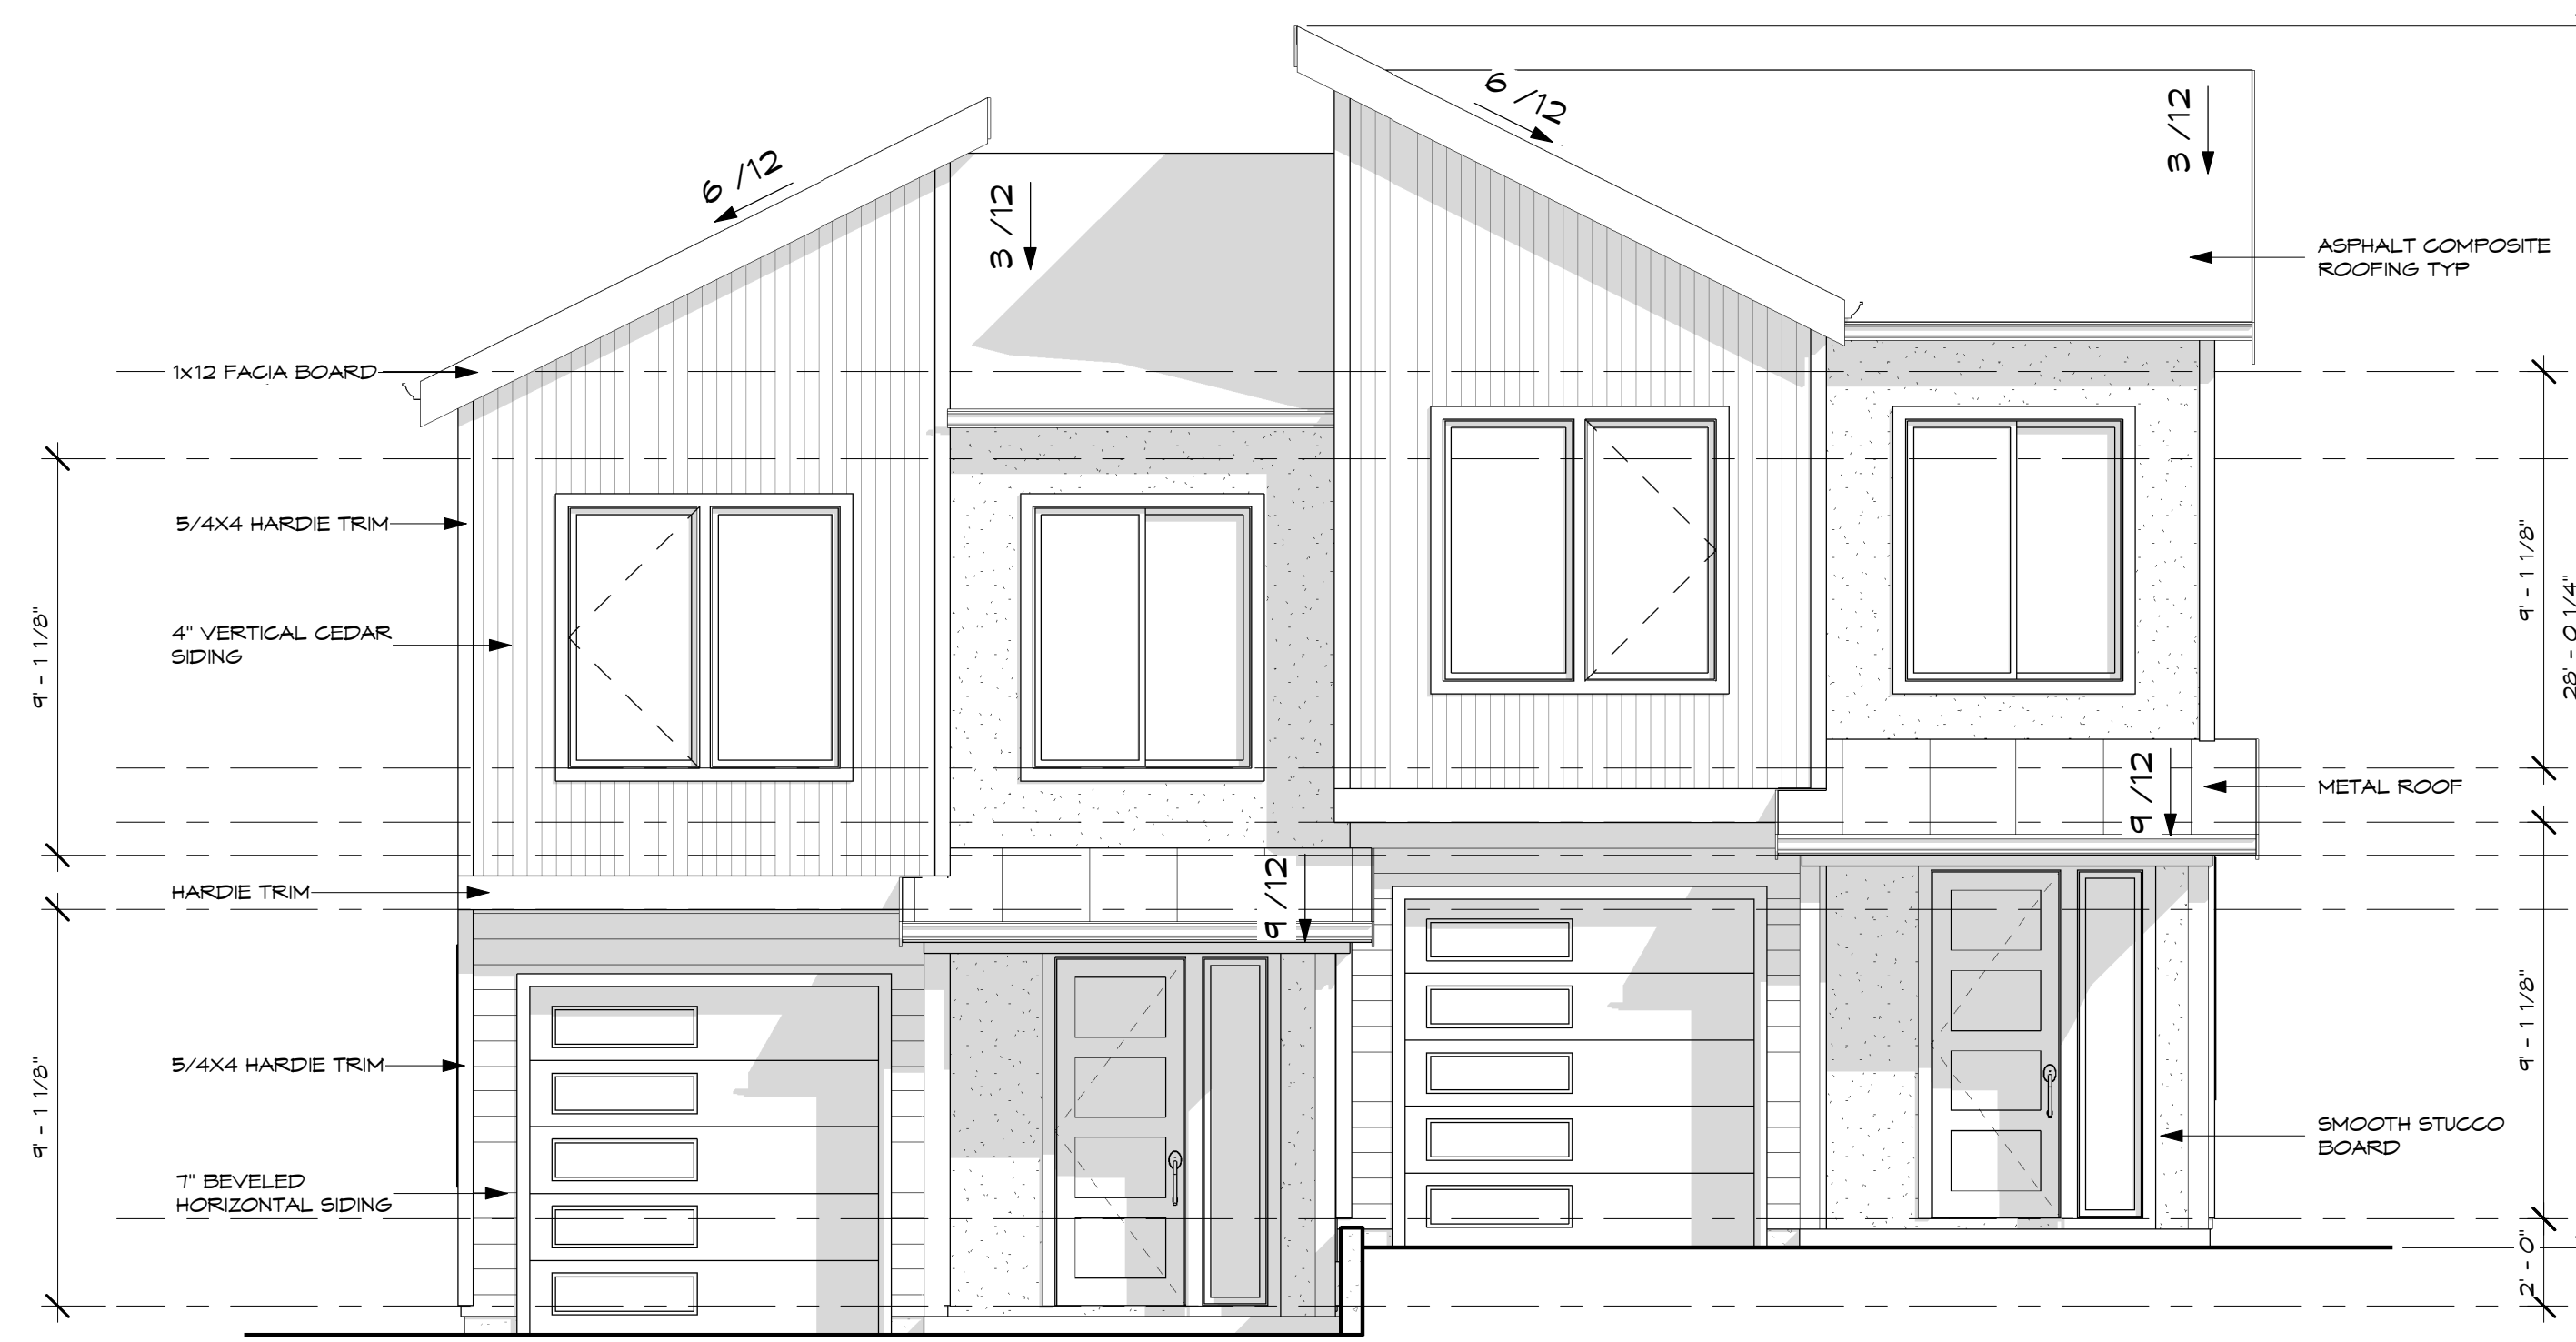 6 /12
3 /12
6 /12
3 /12
ASPHALT COMPOSITE
ROOFING TYP
1x12 FACIA BOARD
5/4X4 HARDIE TRIM
4" VERTICAL CEDAR
SIDING
9' - 1 1/8"
9' - 1 1/8"
28' - 0 1/4"
METAL ROOF
9 /12
9 /12
HARDIE TRIM
5/4X4 HARDIE TRIM
9' - 1 1/8"
9' - 1 1/8"
7" BEVELED
HORIZONTAL SIDING
SMOOTH STUCCO
BOARD
2' - 0"